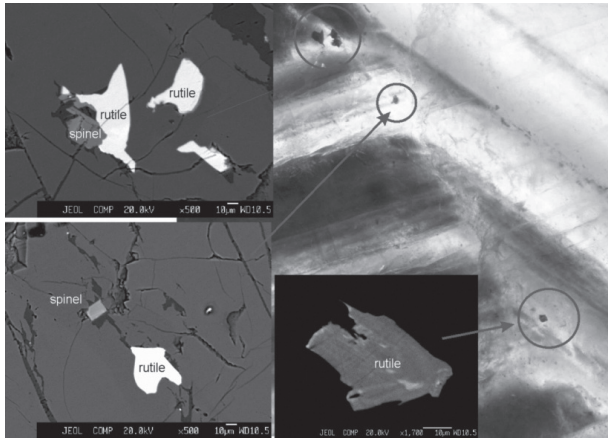 rutile
rutile
spinel
JEOL COMP 20.0kV ×500 10µm WD10.5
spinel
rutile
JEOL COMP 20.0kV ×500 10µm WD10.5
rutile
JEOL COMP 20.0kV ×1,700 10µm WD10.5